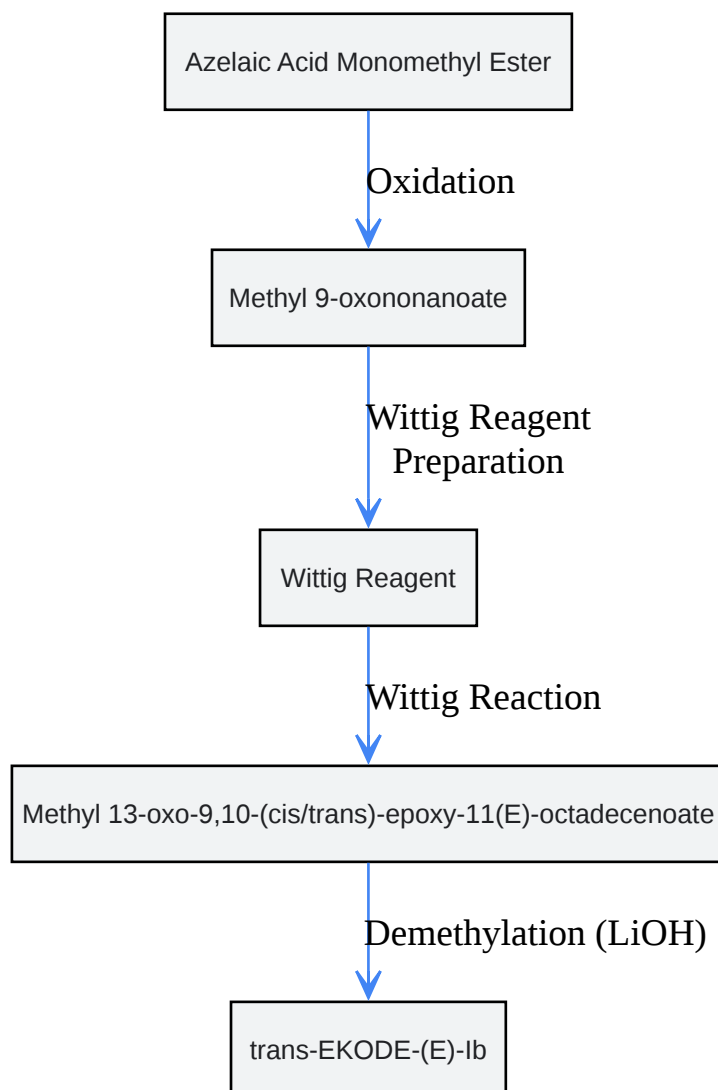 Azelaic Acid Monomethyl Ester
Oxidation
Methyl 9-oxononanoate
Wittig Reagent
Preparation
Wittig Reagent
Wittig Reaction
Methyl 13-oxo-9,10-(cis/trans)-epoxy-11(E)-octadecenoate
Demethylation (LiOH)
trans-EKODE-(E)-Ib